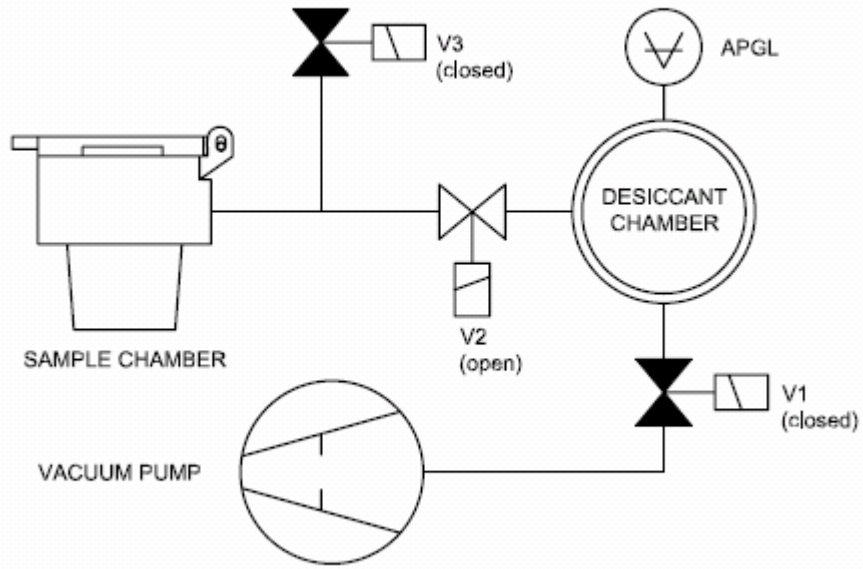 V3
(closed)
APGL
DESICCANT
CHAMBER
SAMPLE CHAMBER
V2
(open)
V1
(closed)
VACUUM PUMP